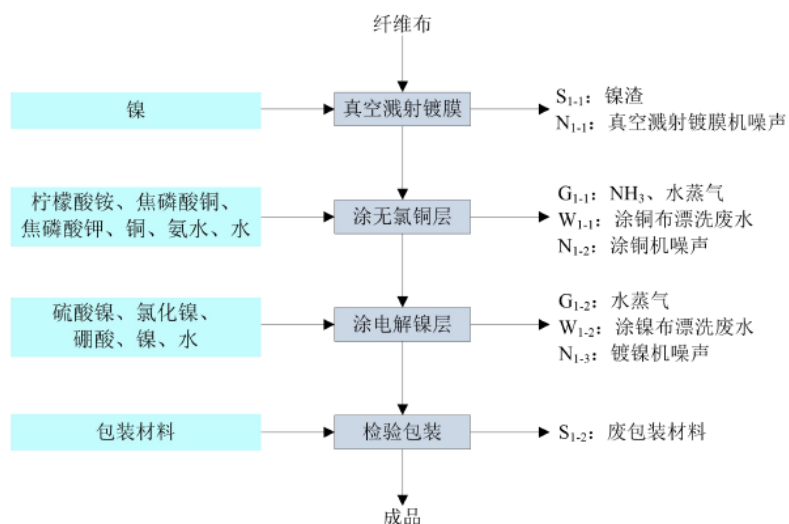 纤维布
镍
真空溅射镀膜
S1-1：镍渣
N1-1：真空溅射镀膜机噪声
柠檬酸铵、焦磷酸铜、
焦磷酸钾、铜、氨水、水
涂无氯铜层
G1-1：NH3、水蒸气
W1-1：涂铜布漂洗废水
N1-2：涂铜机噪声
硫酸镍、氯化镍、
硼酸、镍、水
涂电解镍层
G1-2：水蒸气
W1-2：涂镍布漂洗废水
N1-3：镀镍机噪声
包装材料
检验包装
S1-2：废包装材料
成品